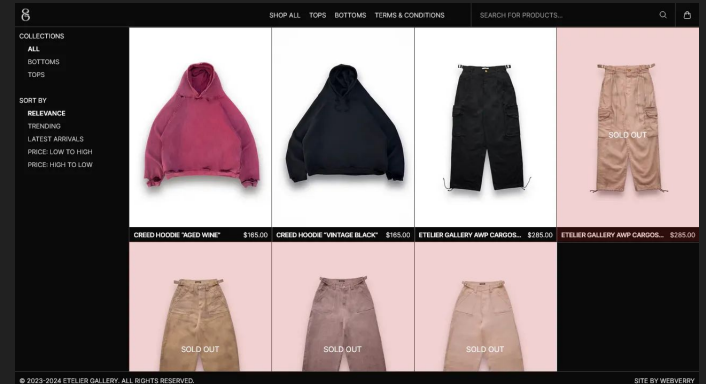 SHOP ALL TOPS BOTTOMS TERMS & CONDITIONS SEARCH FOR PRODUCTS...
COLLECTIONS
ALL
BOTTOMS
TOPS
SORT BY
RELEVANCE
TRENDING
LATEST ARRIVALS
PRICE: LOW TO HIGH
PRICE: HIGH TO LOW
SOLD OUT
CREED HOODIE "AGED WINE" $165.00
CREED HOODIE "VINTAGE BLACK" $165.00
ETELIER GALLERY AWP CARGOS... $285.00
ETELIER GALLERY AWP CARGOS... $285.00
SOLD OUT
SOLD OUT
SOLD OUT
© 2023-2024 ETELIER GALLERY. ALL RIGHTS RESERVED.
SITE BY WEBVERRY